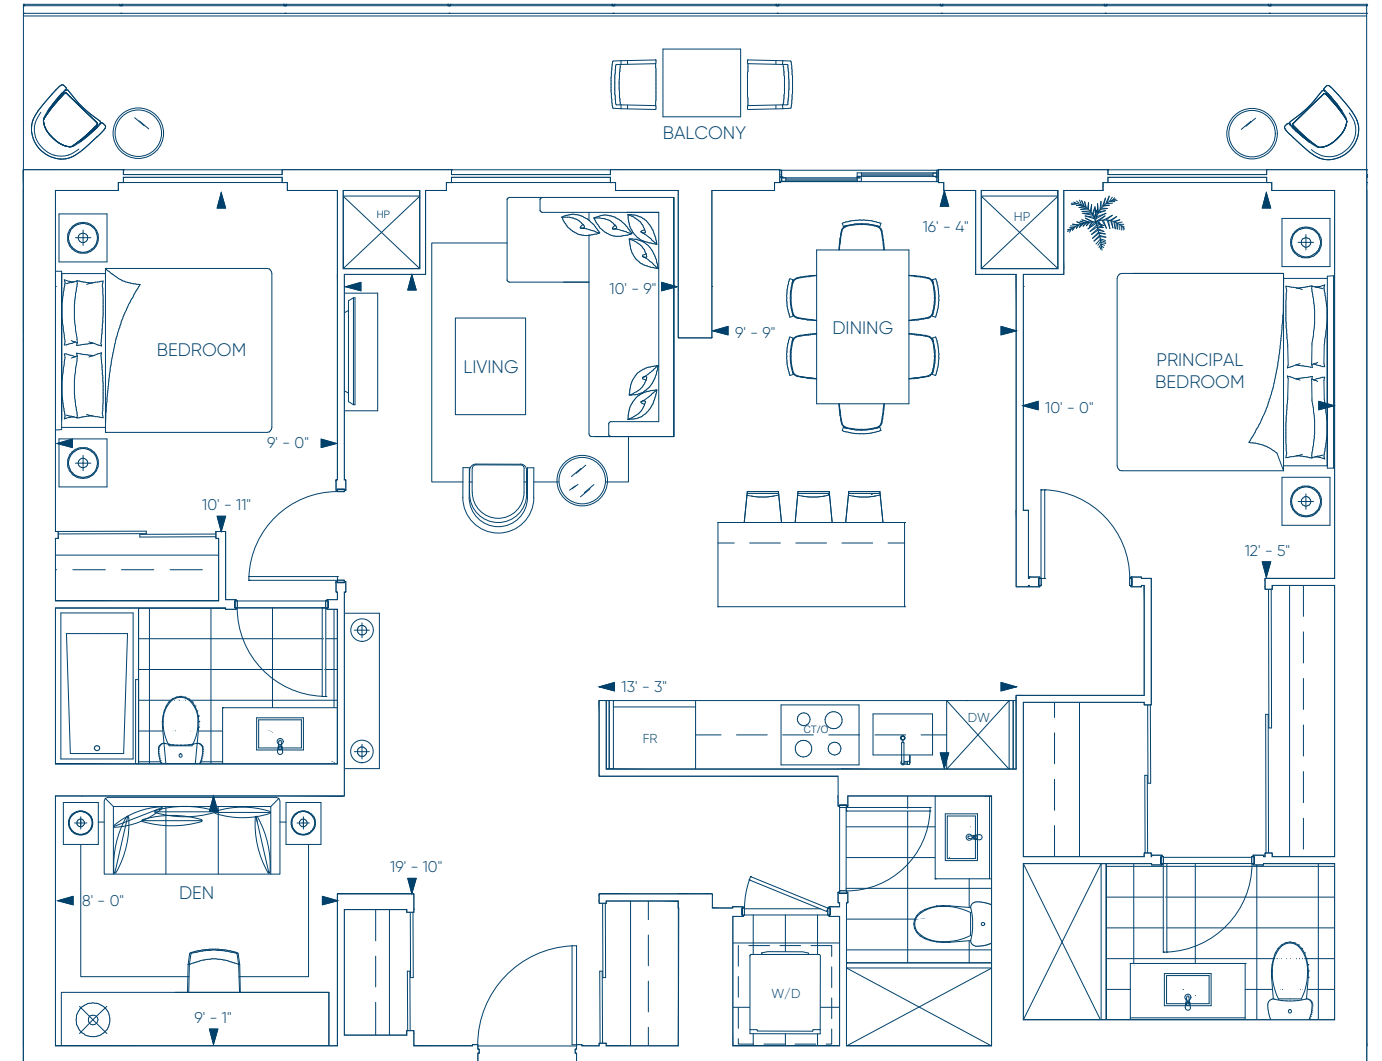 BALCONY
HP
HP
16' - 4"
10' - 9"
9' - 9"
DINING
BEDROOM
LIVING
PRINCIPAL
BEDROOM
10' - 0"
9' - 0"
10' - 11"
12' - 5"
13' - 3"
FR
CT/O
DW
19' - 10"
DEN
8' - 0"
W/D
9' - 1"